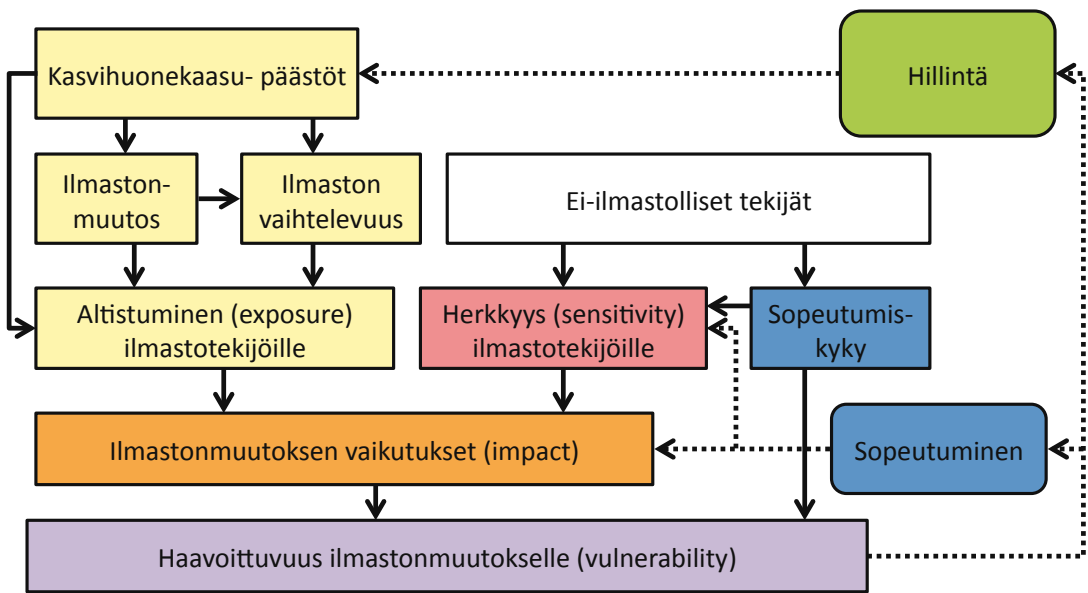 Kasvihuonekaasu- päästöt
Hillintä
Ilmaston-
muutos
Ilmaston
vaihtelevuus
Ei-ilmastolliset tekijät
Altistuminen (exposure)
ilmastotekijöille
Herkkyys (sensitivity)
ilmastotekijöille
Sopeutumis-
kyky
Ilmastonmuutoksen vaikutukset (impact)
Sopeutuminen
Haavoittuvuus ilmastonmuutokselle (vulnerability)